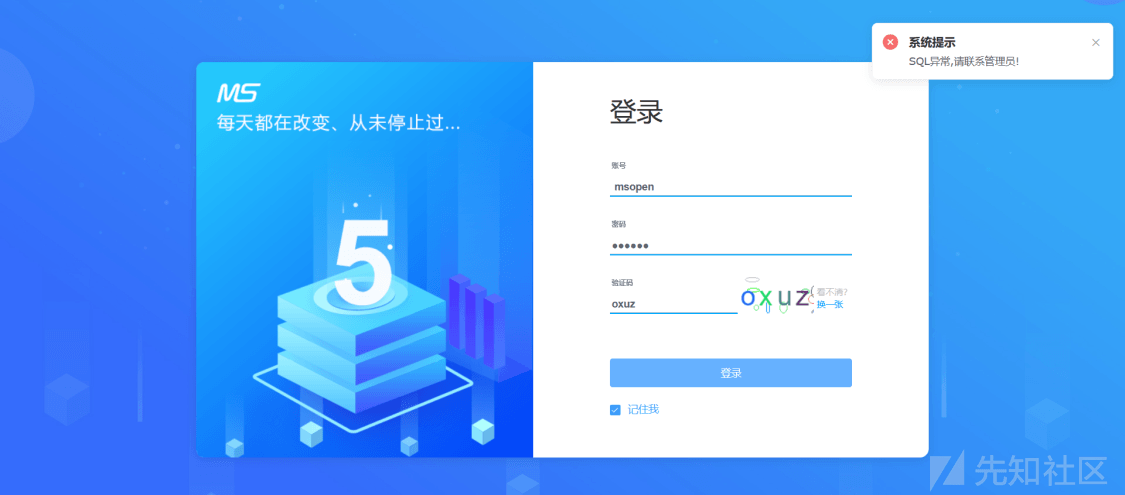 系统提示
SQL异常,请联系管理员!
MS
每天都在改变、从未停止过...
5
登录
账号
msopen
密码
验证码
oxuz
oxuz
看不清?
换一张
登录
记住我
先知社区